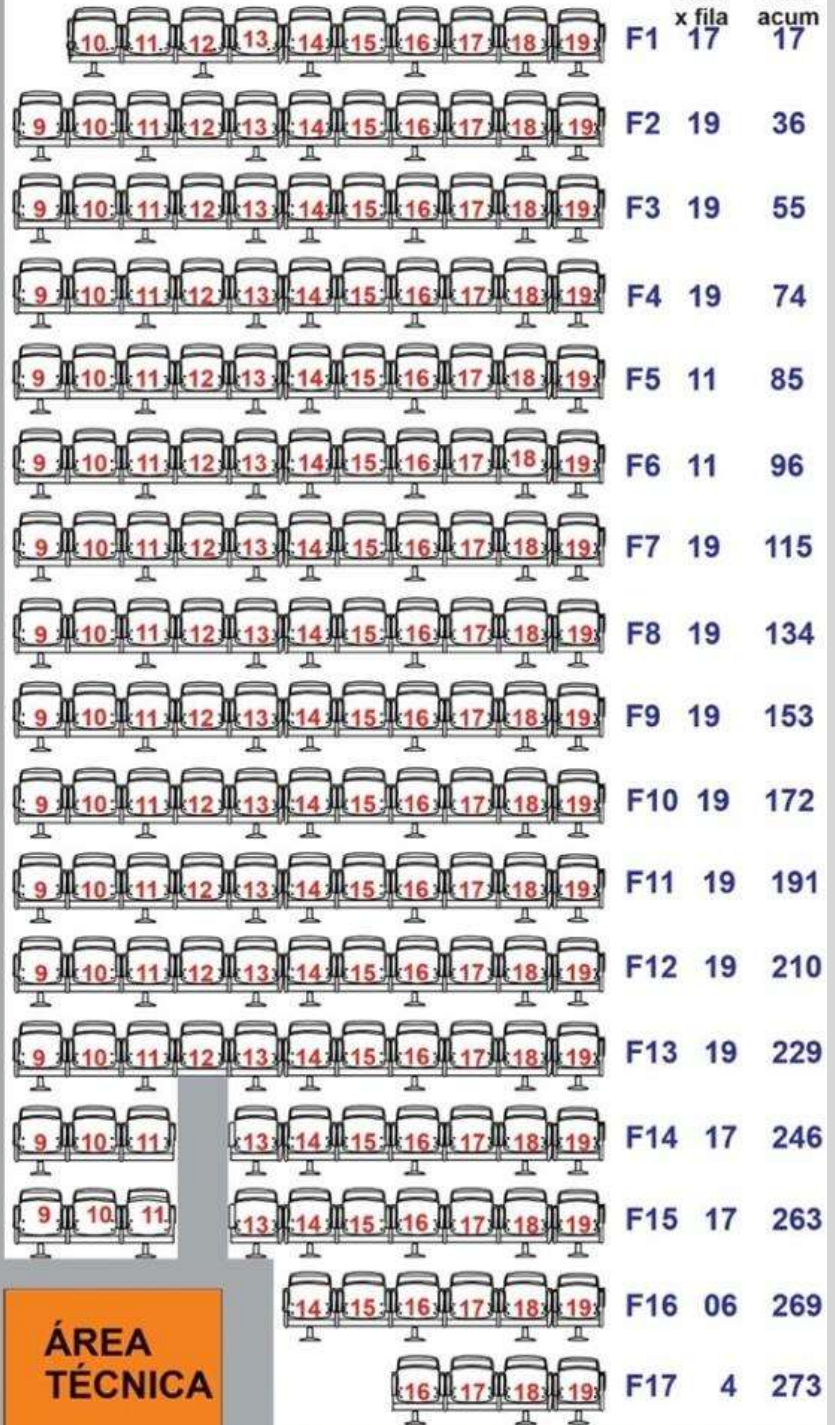 x fila acum
10 11 12 13 14 15 16 17 18 19 F1 17 17
9 10 11 12 13 14 15 16 17 18 19 F2 19 36
9 10 11 12 13 14 15 16 17 18 19 F3 19 55
9 10 11 12 13 14 15 16 17 18 19 F4 19 74
9 10 11 12 13 14 15 16 17 18 19 F5 11 85
9 10 11 12 13 14 15 16 17 18 19 F6 11 96
9 10 11 12 13 14 15 16 17 18 19 F7 19 115
9 10 11 12 13 14 15 16 17 18 19 F8 19 134
9 10 11 12 13 14 15 16 17 18 19 F9 19 153
9 10 11 12 13 14 15 16 17 18 19 F10 19 172
9 10 11 12 13 14 15 16 17 18 19 F11 19 191
9 10 11 12 13 14 15 16 17 18 19 F12 19 210
9 10 11 12 13 14 15 16 17 18 19 F13 19 229
9 10 11 13 14 15 16 17 18 19 F14 17 246
9 10 11 13 14 15 16 17 18 19 F15 17 263
14 15 16 17 18 19 F16 06 269
ÁREA
TÉCNICA
16 17 18 19 F17 4 273